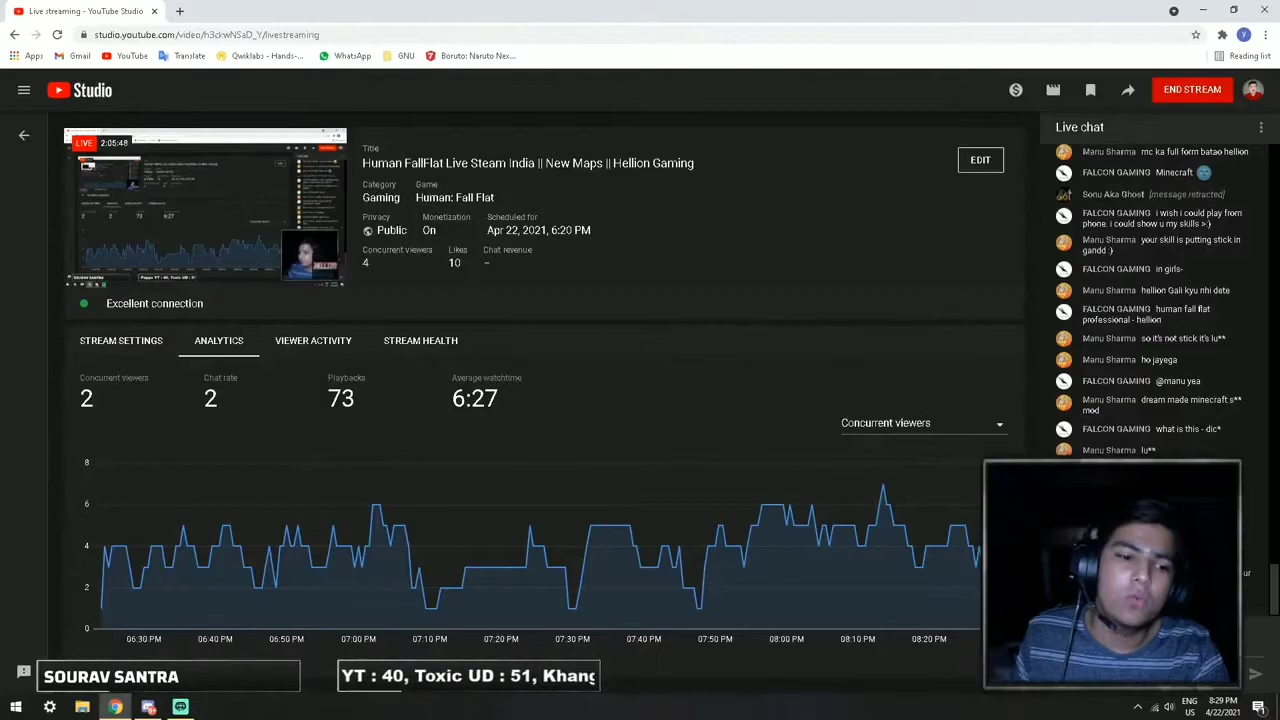 Live streaming - YouTube Studio
studio.youtube.com/video/h3ckwNSaD_Y/livestreaming
Apps
Gmail
YouTube
Translate
Qwiklabs - Hands-...
WhatsApp
GNU
Boruto: Naruto Nex...
Reading list
Studio
END STREAM
LIVE 2:05:48
Title
Human FallFlat Live Steam India || New Maps || Hellion Gaming
EDIT
Category
Game
Gaming
Human: Fall
Privacy
Monetization
Scheduled for
Public
On
Apr 22, 2021, 6:20 PM
Concurrent viewers
Likes
Chat revenue
4
10
–
Excellent connection
STREAM SETTINGS
ANALYTICS
VIEWER ACTIVITY
STREAM HEALTH
Concurrent viewers
Chat rate
Playbacks
Average watchtime
2
2
73
6:27
Concurrent viewers
8
6
4
2
0
06:30 PM
06:40 PM
06:50 PM
07:00 PM
07:10 PM
07:20 PM
07:30 PM
07:40 PM
07:50 PM
08:00 PM
08:10 PM
08:20 PM
Live chat
Manu Sharma mc ka full form batao hellion
FALCON GAMING Minecraft
Sonu Aka Ghost [message retracted]
FALCON GAMING i wish i could play from
phone. i could show u my skills >:)
Manu Sharma your skill is putting stick in
gandd :)
FALCON GAMING in girls-
Manu Sharma hellion Gali kyu nhi dete
FALCON GAMING human fall flat
professional - hellion
Manu Sharma so it's not stick it's lu**
Manu Sharma ho jayega
FALCON GAMING @manu yea
Manu Sharma dream made minecraft s**
mod
FALCON GAMING what is this - dic*
Manu Sharma lu**
ur
SOURAV SANTRA
YT : 40, Toxic UD : 51, Khang
ENG
US
8:29 PM
4/22/2021